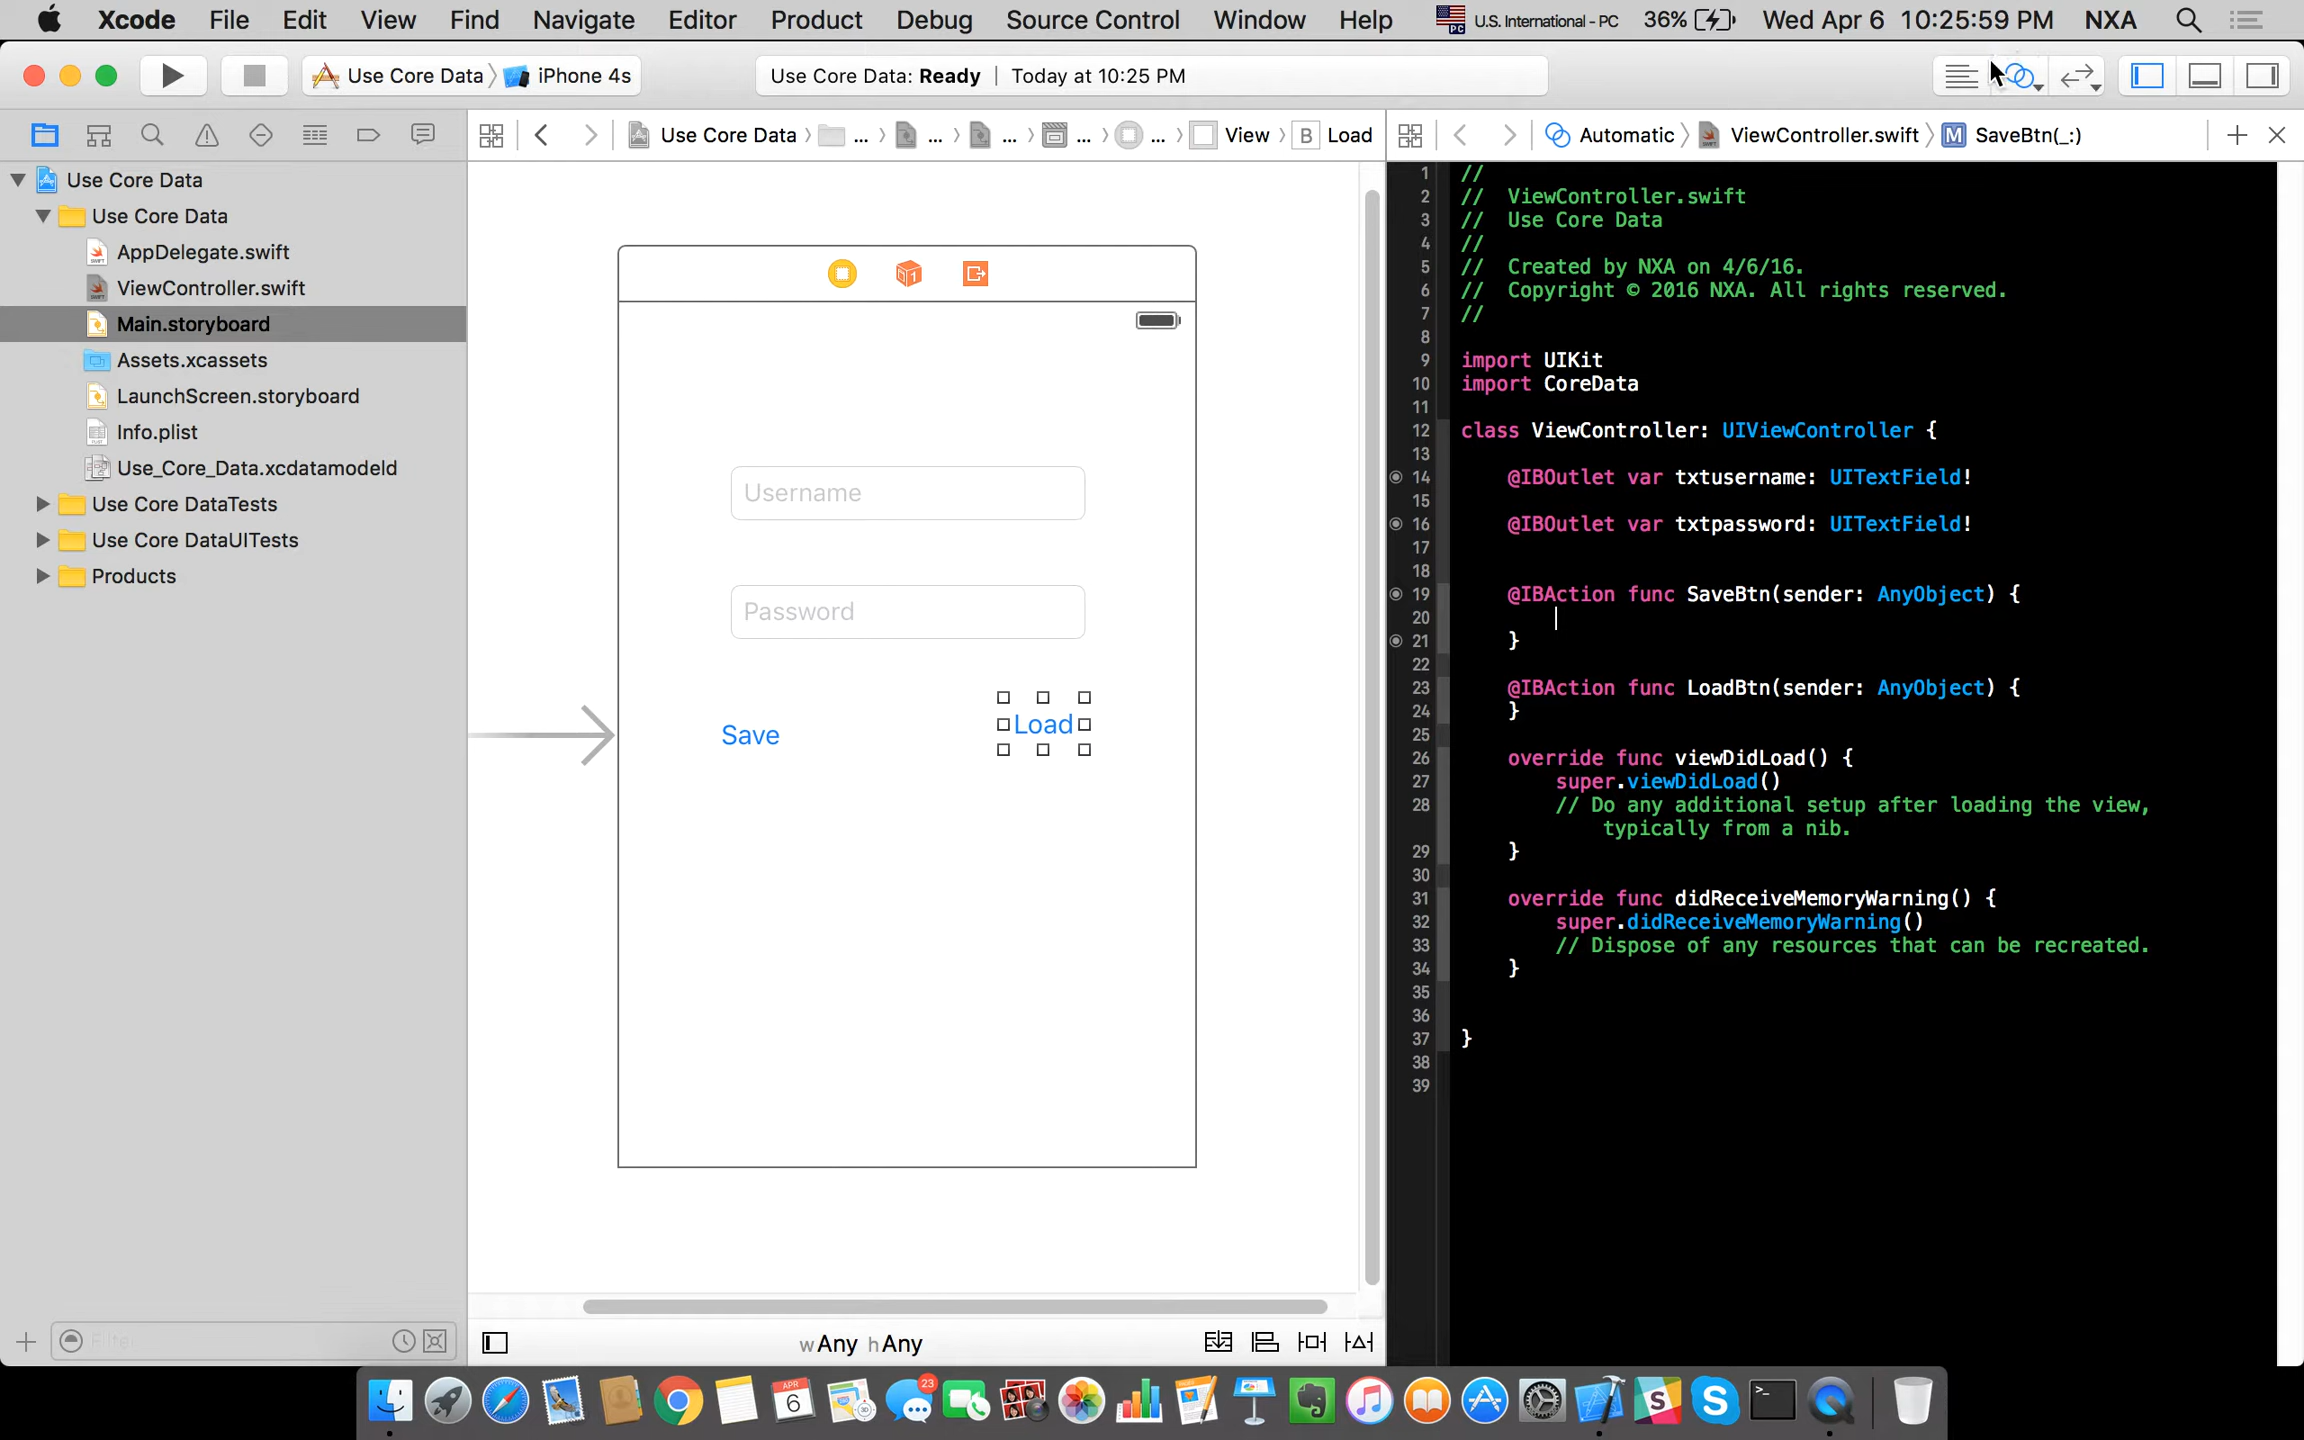 Xcode File Edit View Find Navigate Editor Product Debug Source Control Window Help U.S. International - PC 36% Wed Apr 6 10:25:59 PM NXA
Use Core Data iPhone 4s
Use Core Data: Ready | Today at 10:25 PM
Use Core Data ... ... ... ... ... View B Load
Automatic ViewController.swift M SaveBtn(_:)
Use Core Data
Use Core Data
AppDelegate.swift
ViewController.swift
Main.storyboard
Assets.xcassets
LaunchScreen.storyboard
Info.plist
Use_Core_Data.xcdatamodeld
Use Core DataTests
Use Core DataUITests
Products
Username
Password
Save
Load
wAny hAny
1 //
2 // ViewController.swift
3 // Use Core Data
4 //
5 // Created by NXA on 4/6/16.
6 // Copyright © 2016 NXA. All rights reserved.
7 //
8
9 import UIKit
10 import CoreData
11
12 class ViewController: UIViewController {
13
14 @IBOutlet var txtusername: UITextField!
15
16 @IBOutlet var txtpassword: UITextField!
17
18
19 @IBAction func SaveBtn(sender: AnyObject) {
20
21 }
22
23 @IBAction func LoadBtn(sender: AnyObject) {
24 }
25
26 override func viewDidLoad() {
27 super.viewDidLoad()
28 // Do any additional setup after loading the view,
typically from a nib.
29 }
30
31 override func didReceiveMemoryWarning() {
32 super.didReceiveMemoryWarning()
33 // Dispose of any resources that can be recreated.
34 }
35
36
37 }
38
39
APR
6
23